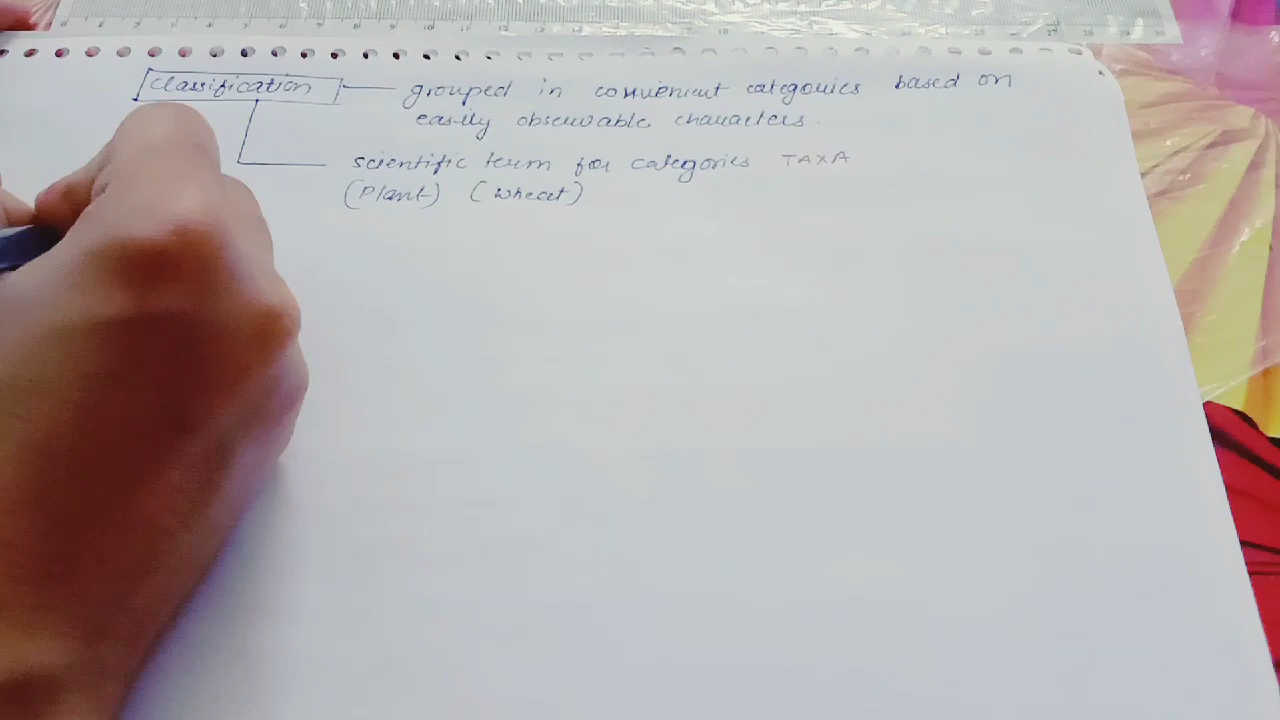 classification — grouped in convenient categories based on
easily observable characters.
scientific term for categories TAXA
(Plant) (wheat)